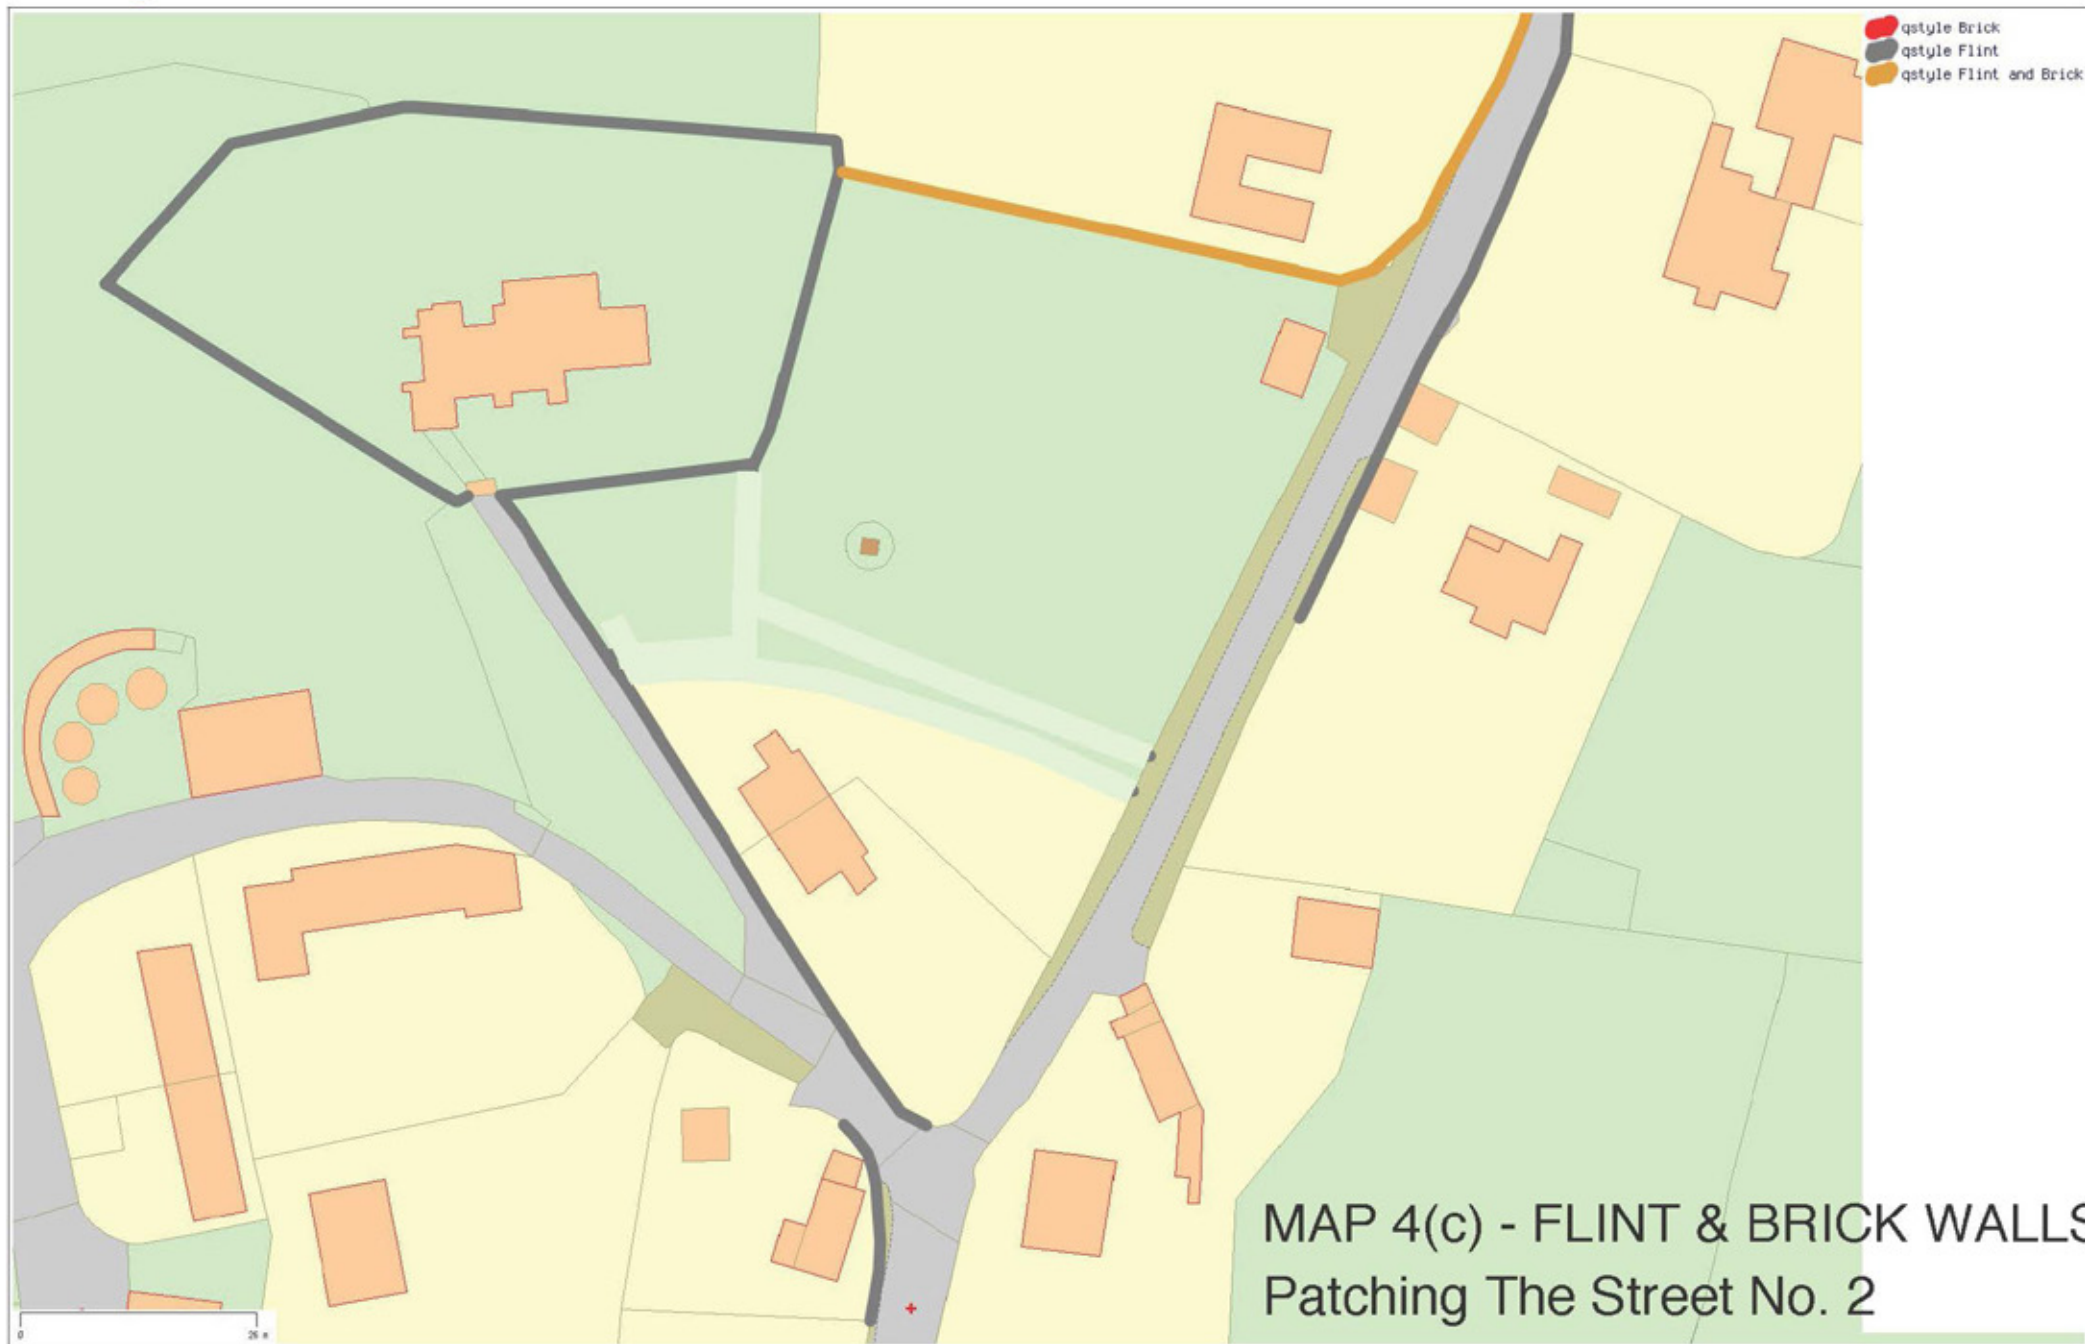 qstyle Brick
qstyle Flint
qstyle Flint and Brick
MAP 4(c) - FLINT & BRICK WALLS
Patching The Street No. 2
0 26 m